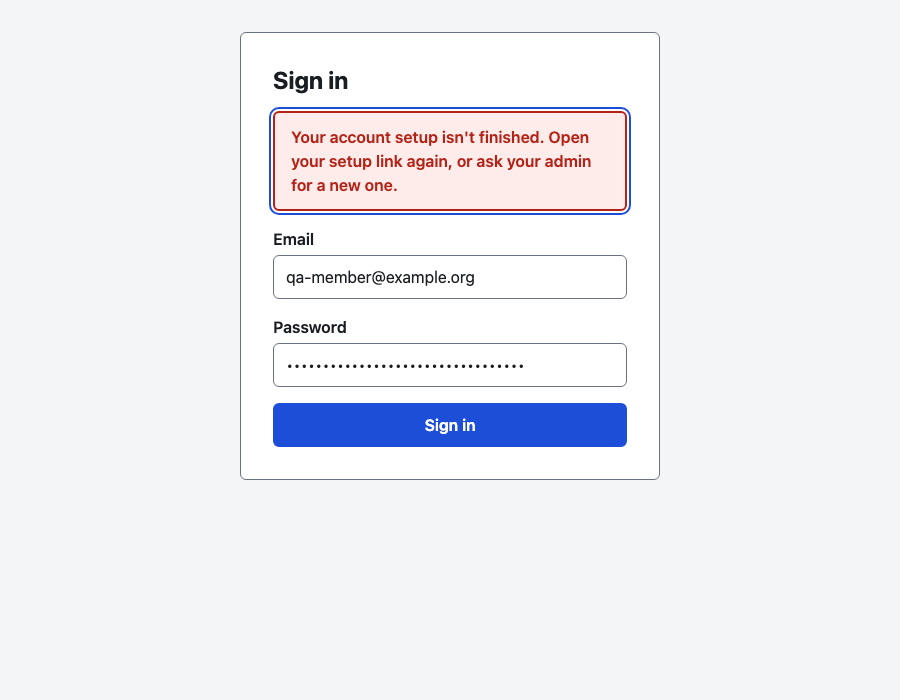 Sign in
Your account setup isn't finished. Open
your setup link again, or ask your admin
for a new one.
Email
qa-member@example.org
Password
•••••••••••••••••••••••••••••••••
Sign in